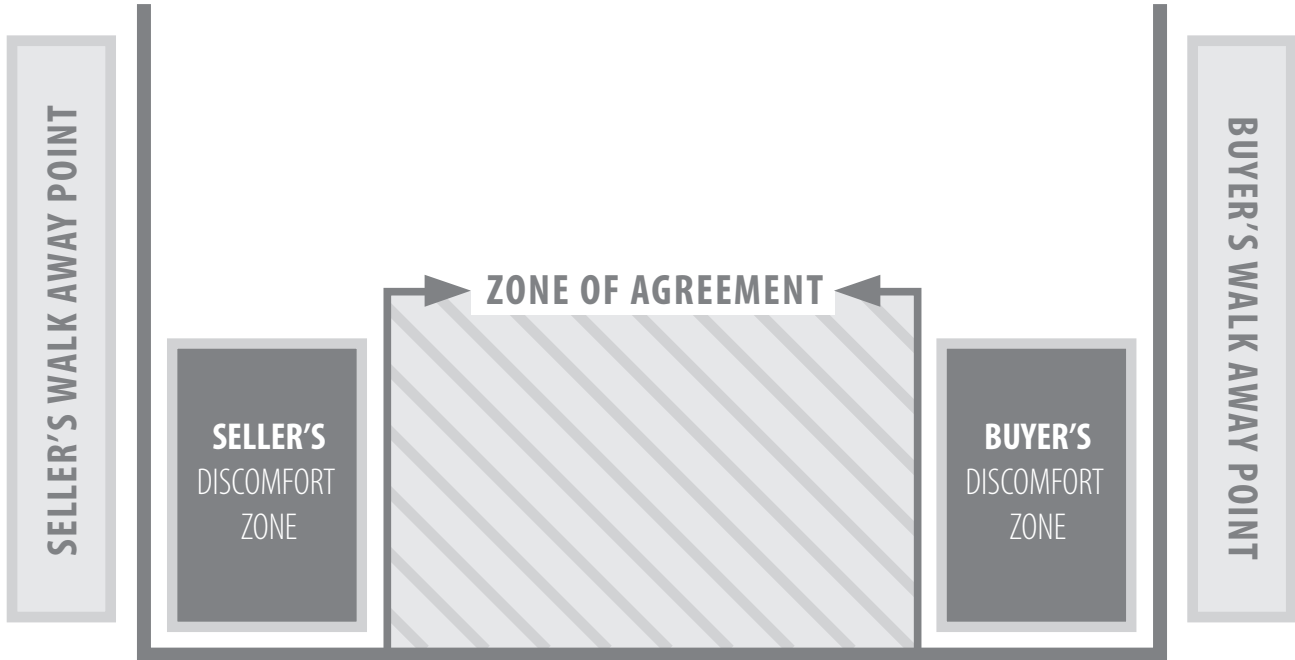 SELLER’S WALK AWAY POINT
ZONE OF AGREEMENT
SELLER’S
DISCOMFORT
ZONE
BUYER’S
DISCOMFORT
ZONE
BUYER’S WALK AWAY POINT